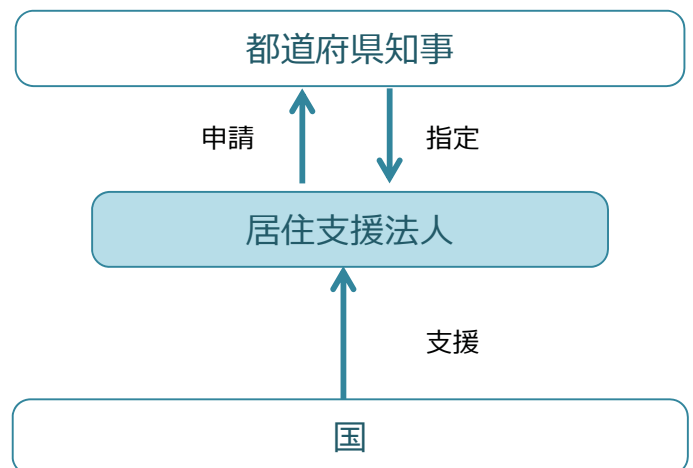 都道府県知事
申請
指定
居住支援法人
支援
国